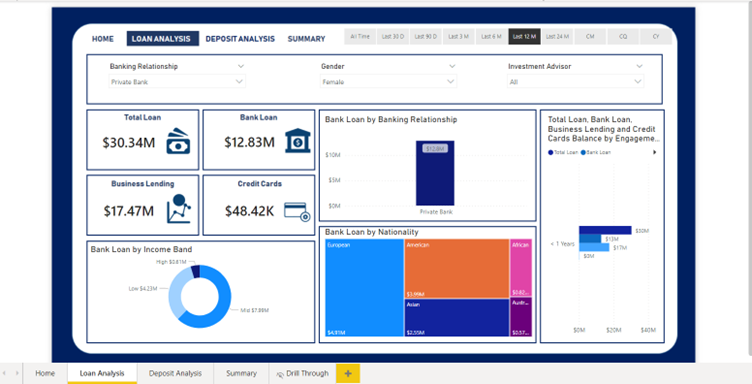 HOME LOAN ANALYSIS DEPOSIT ANALYSIS SUMMARY
All Time Last 30 D Last 90 D Last 3 M Last 6 M Last 12 M Last 24 M CM CQ CY
Banking Relationship
Private Bank
Gender
Female
Investment Advisor
All
Total Loan
$30.34M
Bank Loan
$12.83M
Business Lending
$17.47M
Credit Cards
$48.42K
Bank Loan by Banking Relationship
$10M
$5M
$0M
$12.8M
Private Bank
Total Loan, Bank Loan,
Business Lending and Credit
Cards Balance by Engageme...
Total Loan Bank Loan
< 1 Years
$30M
$13M
$17M
$0M
$0M $20M $40M
Bank Loan by Income Band
High $0.81M
Low $4.23M
Mid $7.88M
Bank Loan by Nationality
European
$4.81M
American
$3.99M
Asian
$2.55M
African
Austr...
$0.57...
Home Loan Analysis Deposit Analysis Summary Drill Through +